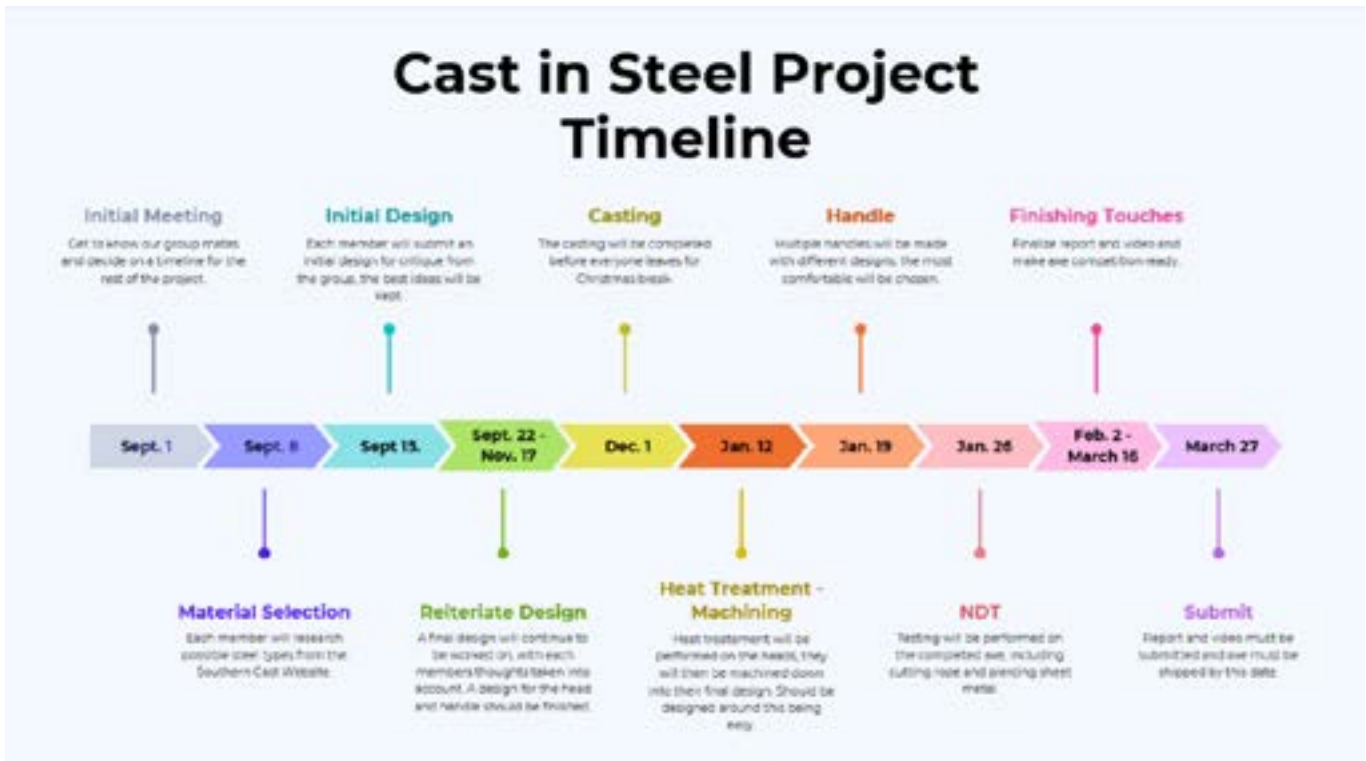 Cast in Steel Project
Timeline
Initial Meeting
Get to know our group mates
and decide on a timeline for the
rest of the project.
Initial Design
Each member will submit an
initial design for critique from
the group, the best ideas will be
kept.
Casting
The casting will be completed
before everyone leaves for
Christmas break.
Handle
Multiple handles will be made
with different designs, the most
comfortable will be chosen.
Finishing Touches
Finalize report and video and
make axe competition ready.
Sept. 1
Sept. 8
Sept 15.
Sept. 22 -
Nov. 17
Dec. 1
Jan. 12
Jan. 19
Jan. 26
Feb. 2 -
March 16
March 27
Material Selection
Each member will research
possible steel types from the
Southern Cast Website.
Reiteriate Design
A final design will continue to
be worked on, with each
members thoughts taken into
account. A design for the head
and handle should be finished.
Heat Treatment -
Machining
Heat treatement will be
performed on the heads, they
will then be machined down
into their final design. Should be
designed around this being
easy.
NDT
Testing will be performed on
the completed axe, including
cutting rope and piercing sheet
metal.
Submit
Report and video must be
submitted and axe must be
shipped by this date.